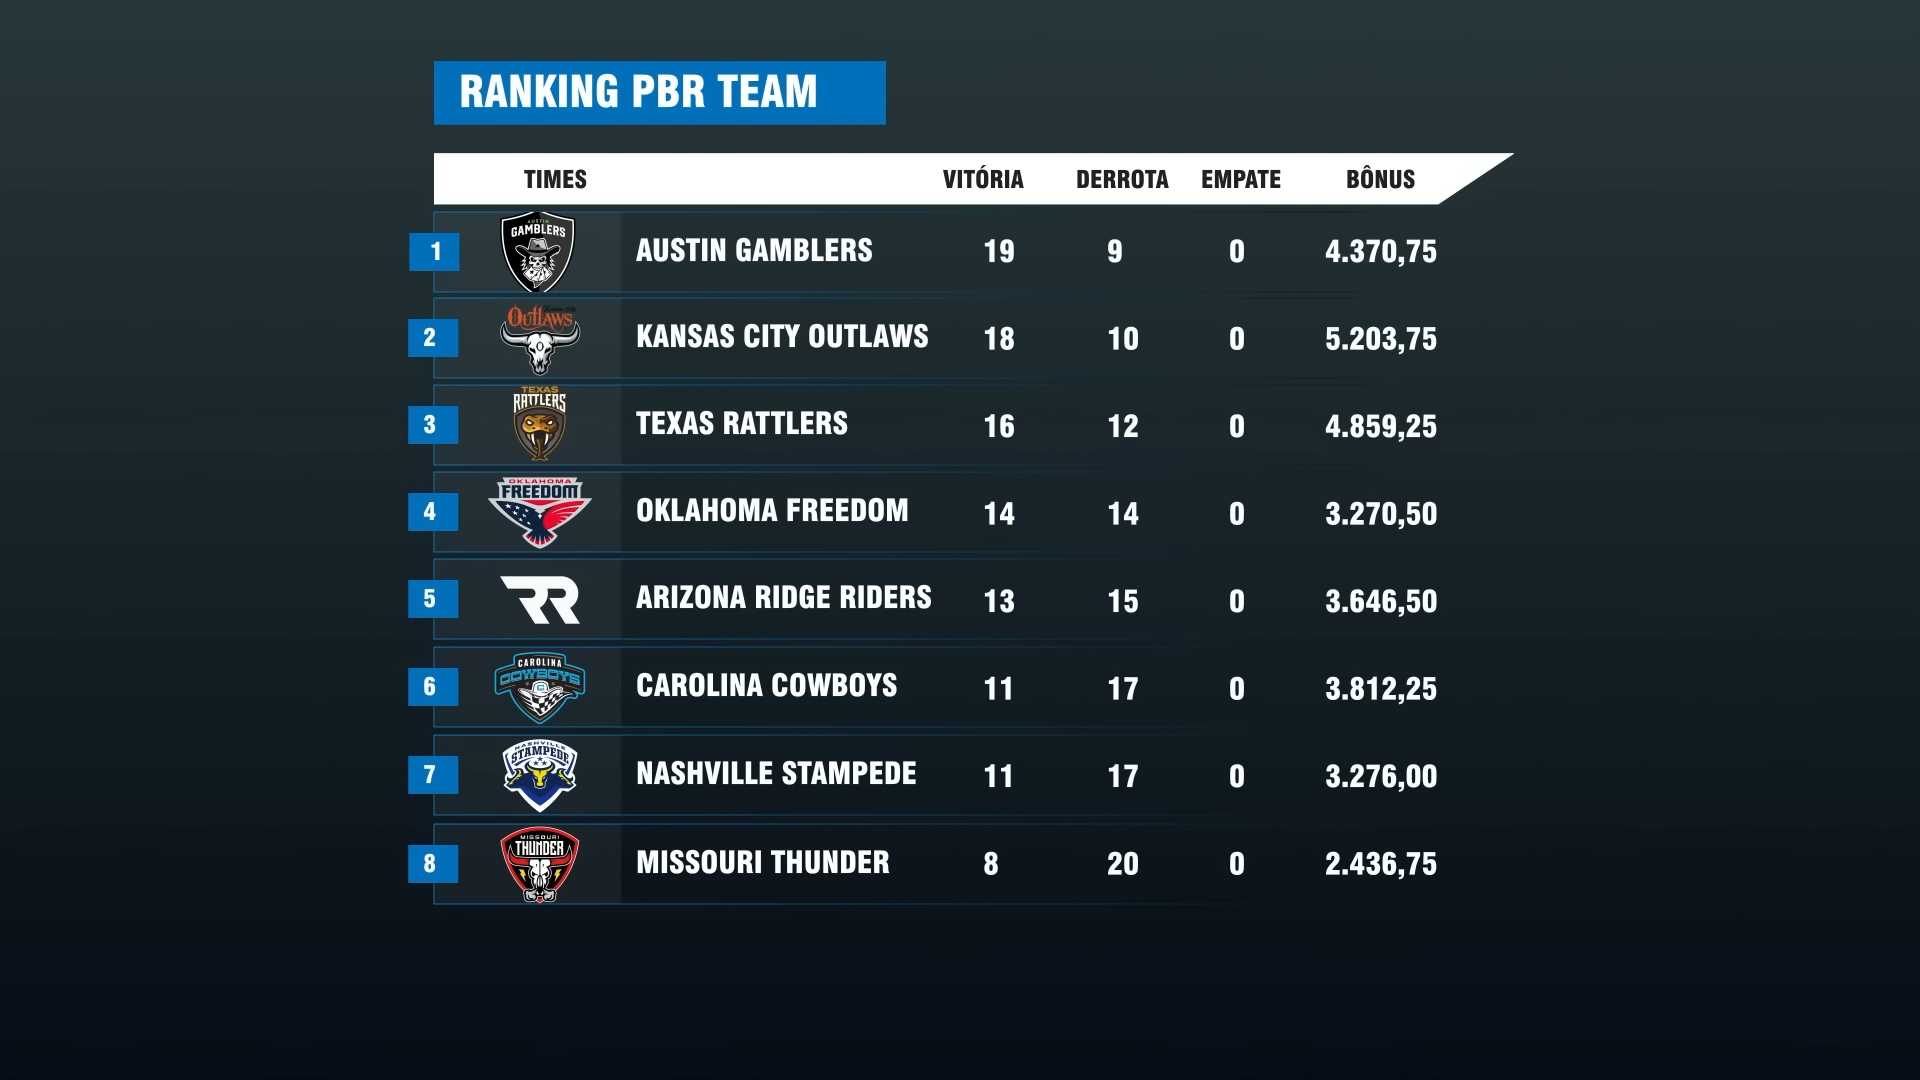 RANKING PBR TEAM
TIMES VITÓRIA DERROTA EMPATE BÔNUS
1 AUSTIN GAMBLERS AUSTIN GAMBLERS 19 9 0 4.370,75
2 OUTLAWS KANSAS CITY OUTLAWS 18 10 0 5.203,75
3 TEXAS RATTLERS TEXAS RATTLERS 16 12 0 4.859,25
4 OKLAHOMA FREEDOM OKLAHOMA FREEDOM 14 14 0 3.270,50
5 RR ARIZONA RIDGE RIDERS 13 15 0 3.646,50
6 CAROLINA COWBOYS CAROLINA COWBOYS 11 17 0 3.812,25
7 NASHVILLE STAMPEDE NASHVILLE STAMPEDE 11 17 0 3.276,00
8 MISSOURI THUNDER MISSOURI THUNDER 8 20 0 2.436,75